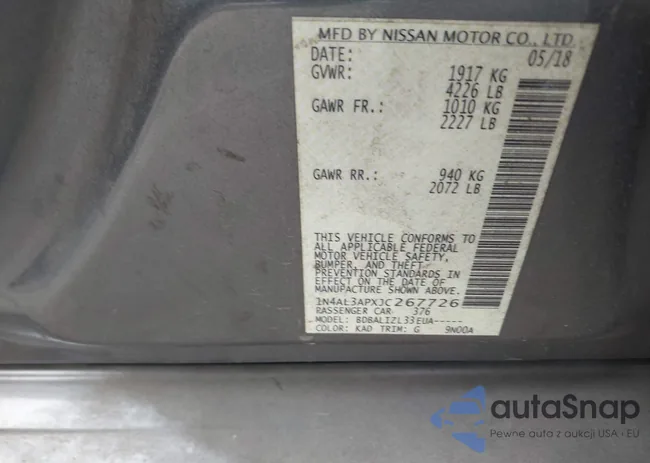 MFD BY NISSAN MOTOR CO., LTD.
DATE: 05/18
GVWR: 1917 KG
4226 LB
GAWR FR.: 1010 KG
2227 LB
GAWR RR.: 940 KG
2072 LB
THIS VEHICLE CONFORMS TO
ALL APPLICABLE FEDERAL
MOTOR VEHICLE SAFETY,
BUMPER, AND THEFT
PREVENTION STANDARDS IN
EFFECT ON THE DATE OF
MANUFACTURE SHOWN ABOVE.
1N4AL3APXJC267726
PASSENGER CAR 376
MODEL: BDBALIZL33EUA-----
COLOR: KAD TRIM: G 9N00A
autaSnap
Pewne auta z aukcji USA - EU